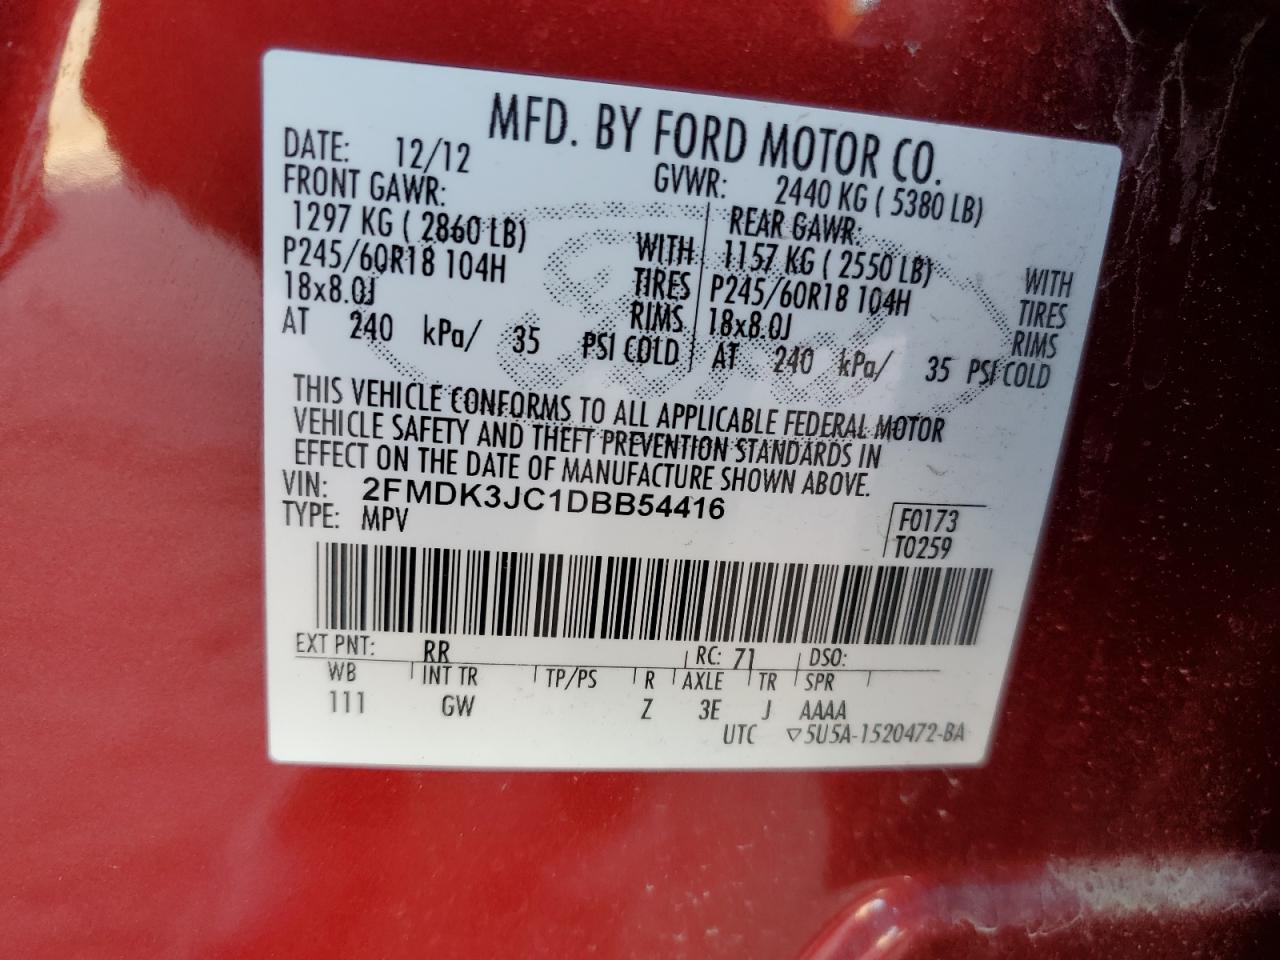 MFD. BY FORD MOTOR CO.
DATE: 12/12 GVWR: 2440 KG ( 5380 LB)
FRONT GAWR: REAR GAWR:
1297 KG ( 2860 LB) WITH 1157 KG ( 2550 LB) WITH
P245/60R18 104H TIRES P245/60R18 104H TIRES
18x8.0J RIMS 18x8.0J RIMS
AT 240 kPa/ 35 PSI COLD AT 240 kPa/ 35 PSI COLD
THIS VEHICLE CONFORMS TO ALL APPLICABLE FEDERAL MOTOR
VEHICLE SAFETY AND THEFT PREVENTION STANDARDS IN
EFFECT ON THE DATE OF MANUFACTURE SHOWN ABOVE.
VIN: 2FMDK3JC1DBB54416
TYPE: MPV
F0173
T0259
EXT PNT: RR RC: 71 DSO:
WB INT TR TP/PS R AXLE TR SPR
111 GW Z 3E J AAAA
UTC ▽5U5A-1520472-BA